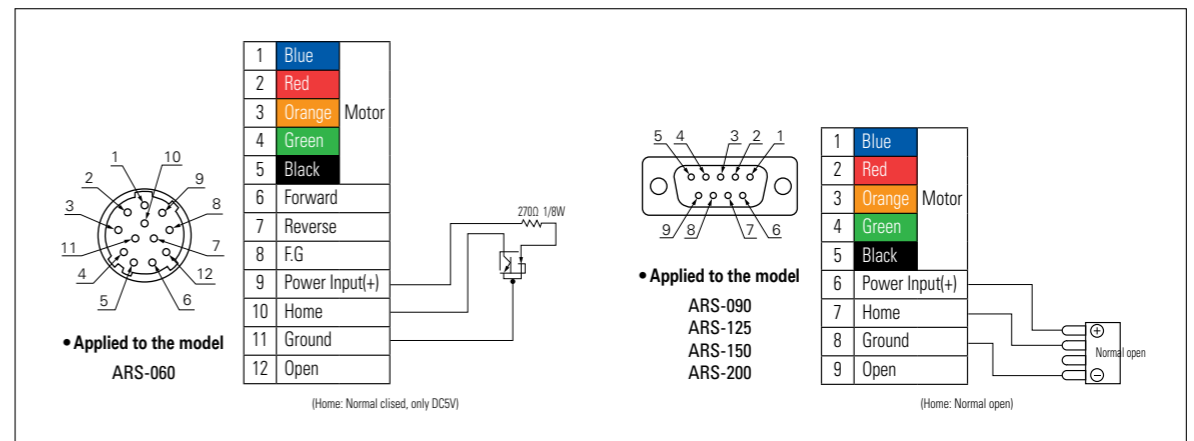 1 Blue
2 Red
3 Orange
4 Green
5 Black
Motor
6 Forward
7 Reverse
8 F.G
9 Power Input(+)
10 Home
11 Ground
12 Open
1 10
2 9
3 8
11 7
4 12
5 6
• Applied to the model
ARS-060
270Ω 1/8W
(Home: Normal clised, only DC5V)
5 4 3 2 1
9 8 7 6
• Applied to the model
ARS-090
ARS-125
ARS-150
ARS-200
1 Blue
2 Red
3 Orange
4 Green
5 Black
Motor
6 Power Input(+)
7 Home
8 Ground
9 Open
+
Normal open
−
(Home: Normal open)